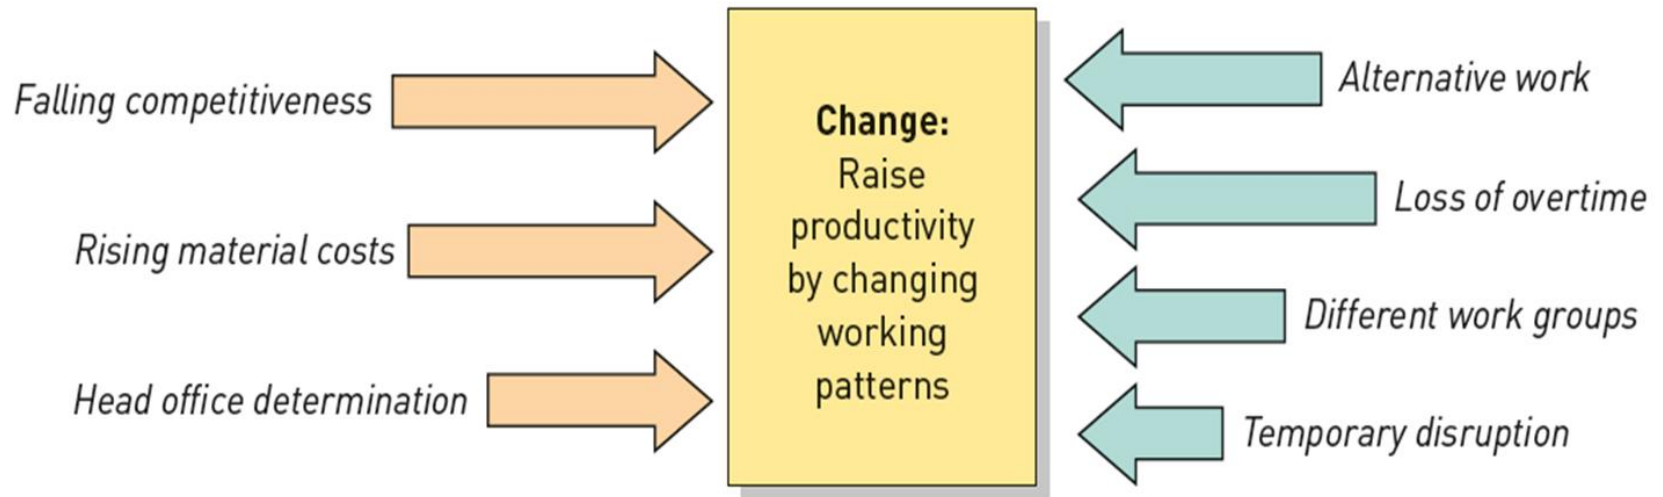 Falling competitiveness
Rising material costs
Head office determination
Change:
Raise
productivity
by changing
working
patterns
Alternative work
Loss of overtime
Different work groups
Temporary disruption